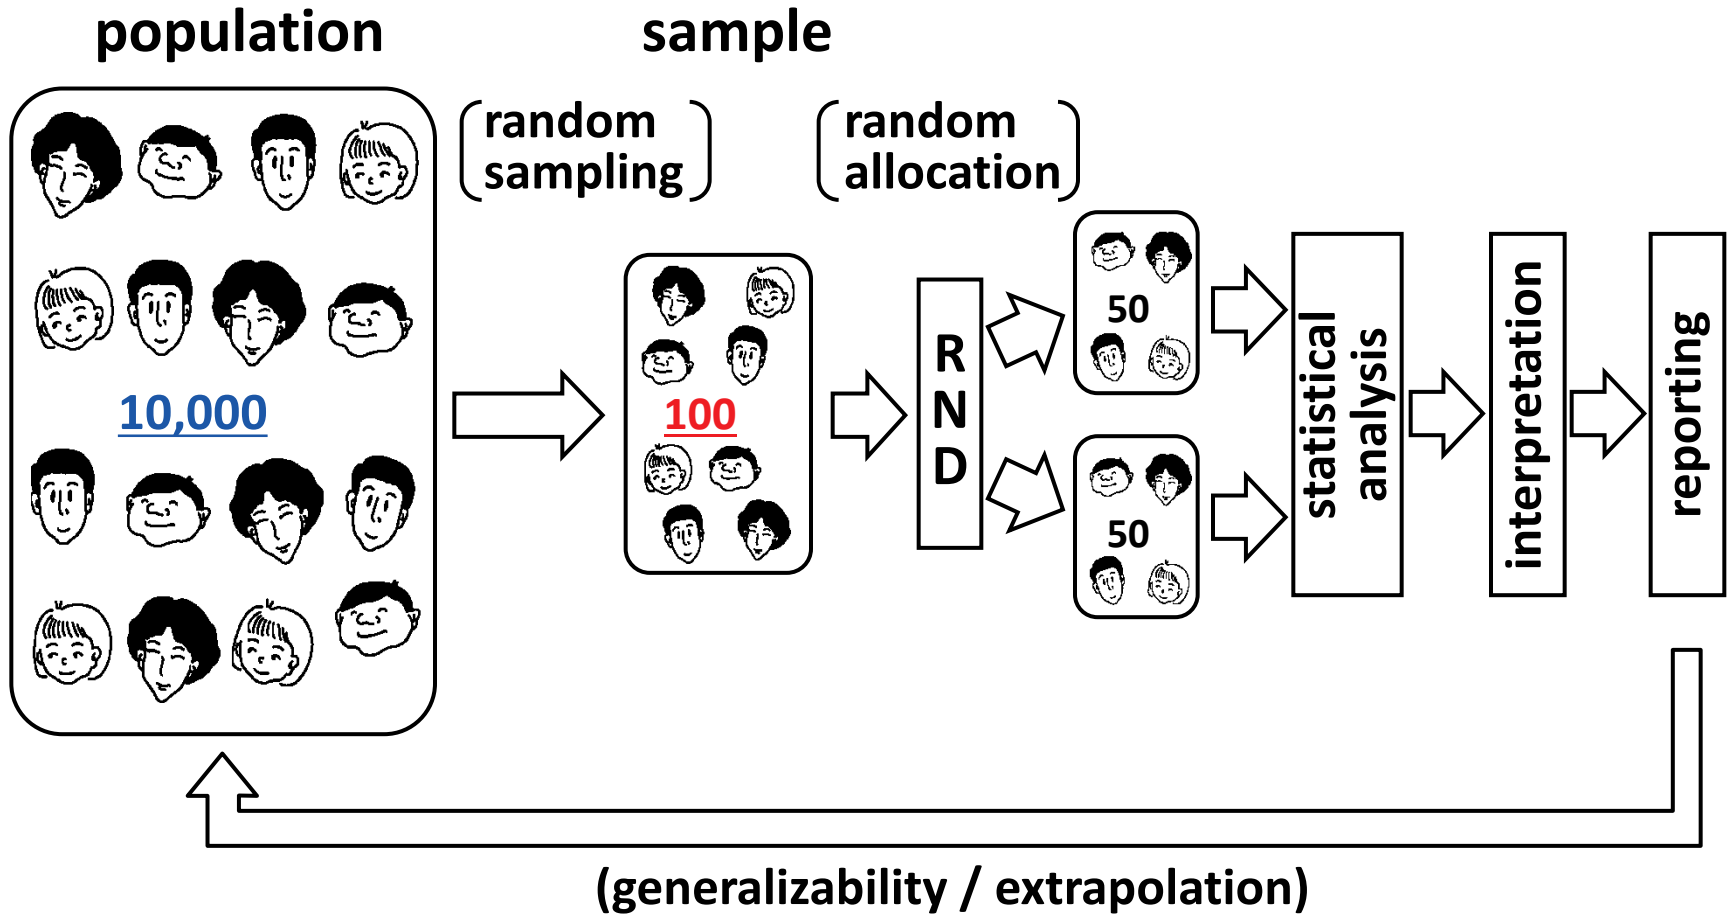 population
sample
random
sampling
random
allocation
10,000
100
R
N
D
50
50
statistical
analysis
interpretation
reporting
(generalizability / extrapolation)